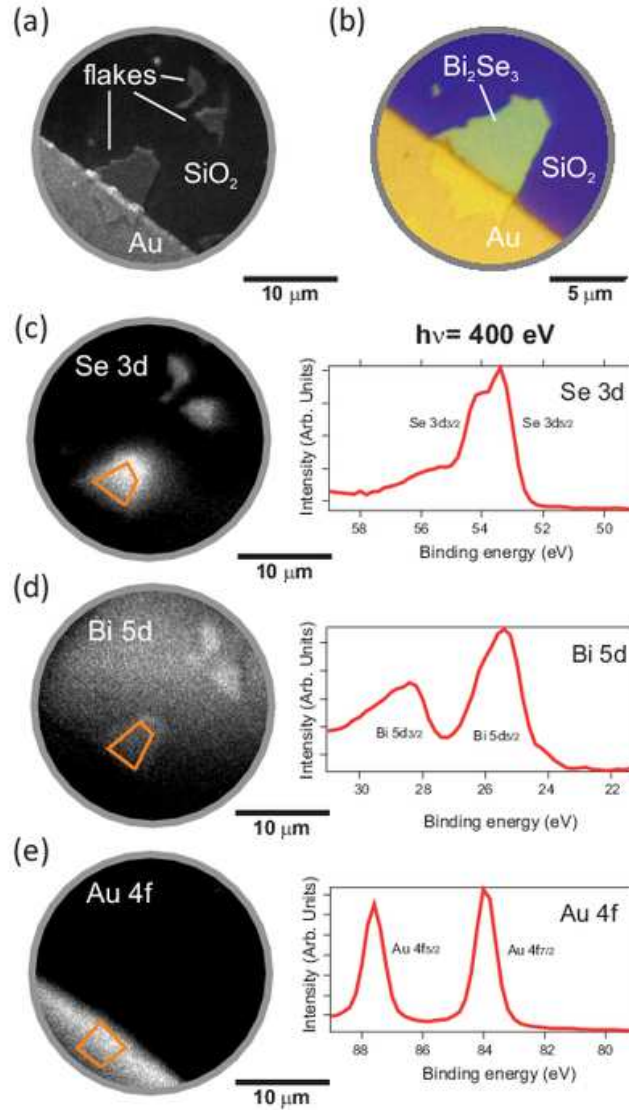 (a)
flakes
SiO₂
Au
10 μm
(b)
Bi₂Se₃
SiO₂
Au
5 μm
(c)
Se 3d
10 μm
hν= 400 eV
Intensity (Arb. Units)
Se 3d
Se 3d3/2
Se 3d5/2
58 56 54 52 50
Binding energy (eV)
(d)
Bi 5d
10 μm
Intensity (Arb. Units)
Bi 5d
Bi 5d3/2
Bi 5d5/2
30 28 26 24 22
Binding energy (eV)
(e)
Au 4f
10 μm
Intensity (Arb. Units)
Au 4f
Au 4f5/2
Au 4f7/2
88 86 84 82 80
Binding energy (eV)